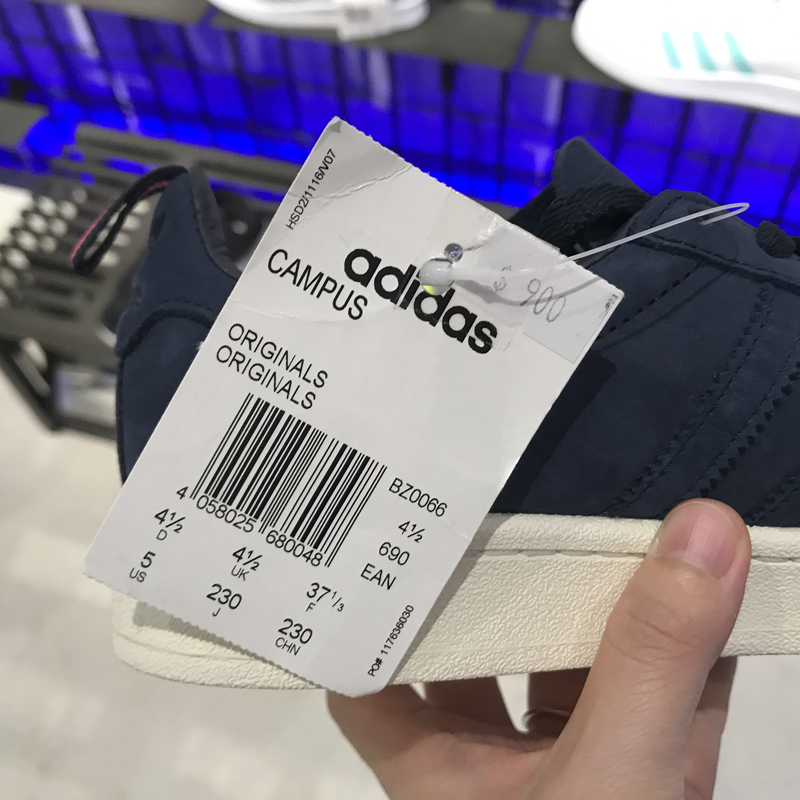 HSD2/1116/V07
adidas
CAMPUS
900
ORIGINALS
ORIGINALS
BZ0066
4 058025 680048
4½
690
EAN
4½ 4½ 37⅓
D UK F
5 230 230
US J CHN
PO# 117636030